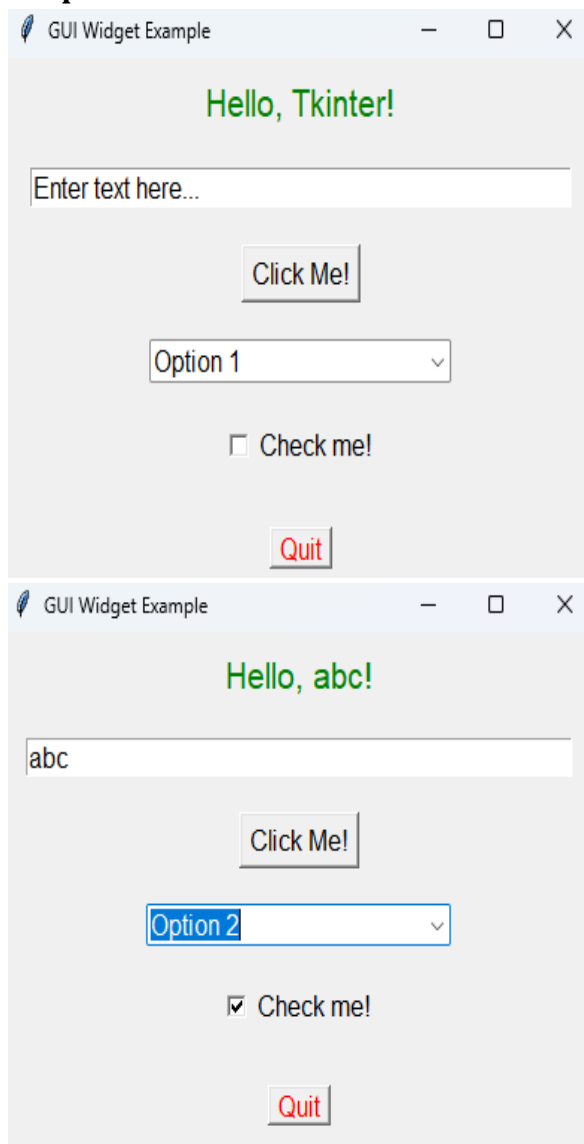 GUI Widget Example
Hello, Tkinter!
Enter text here...
Click Me!
Option 1
Check me!
Quit
GUI Widget Example
Hello, abc!
abc
Click Me!
Option 2
Check me!
Quit